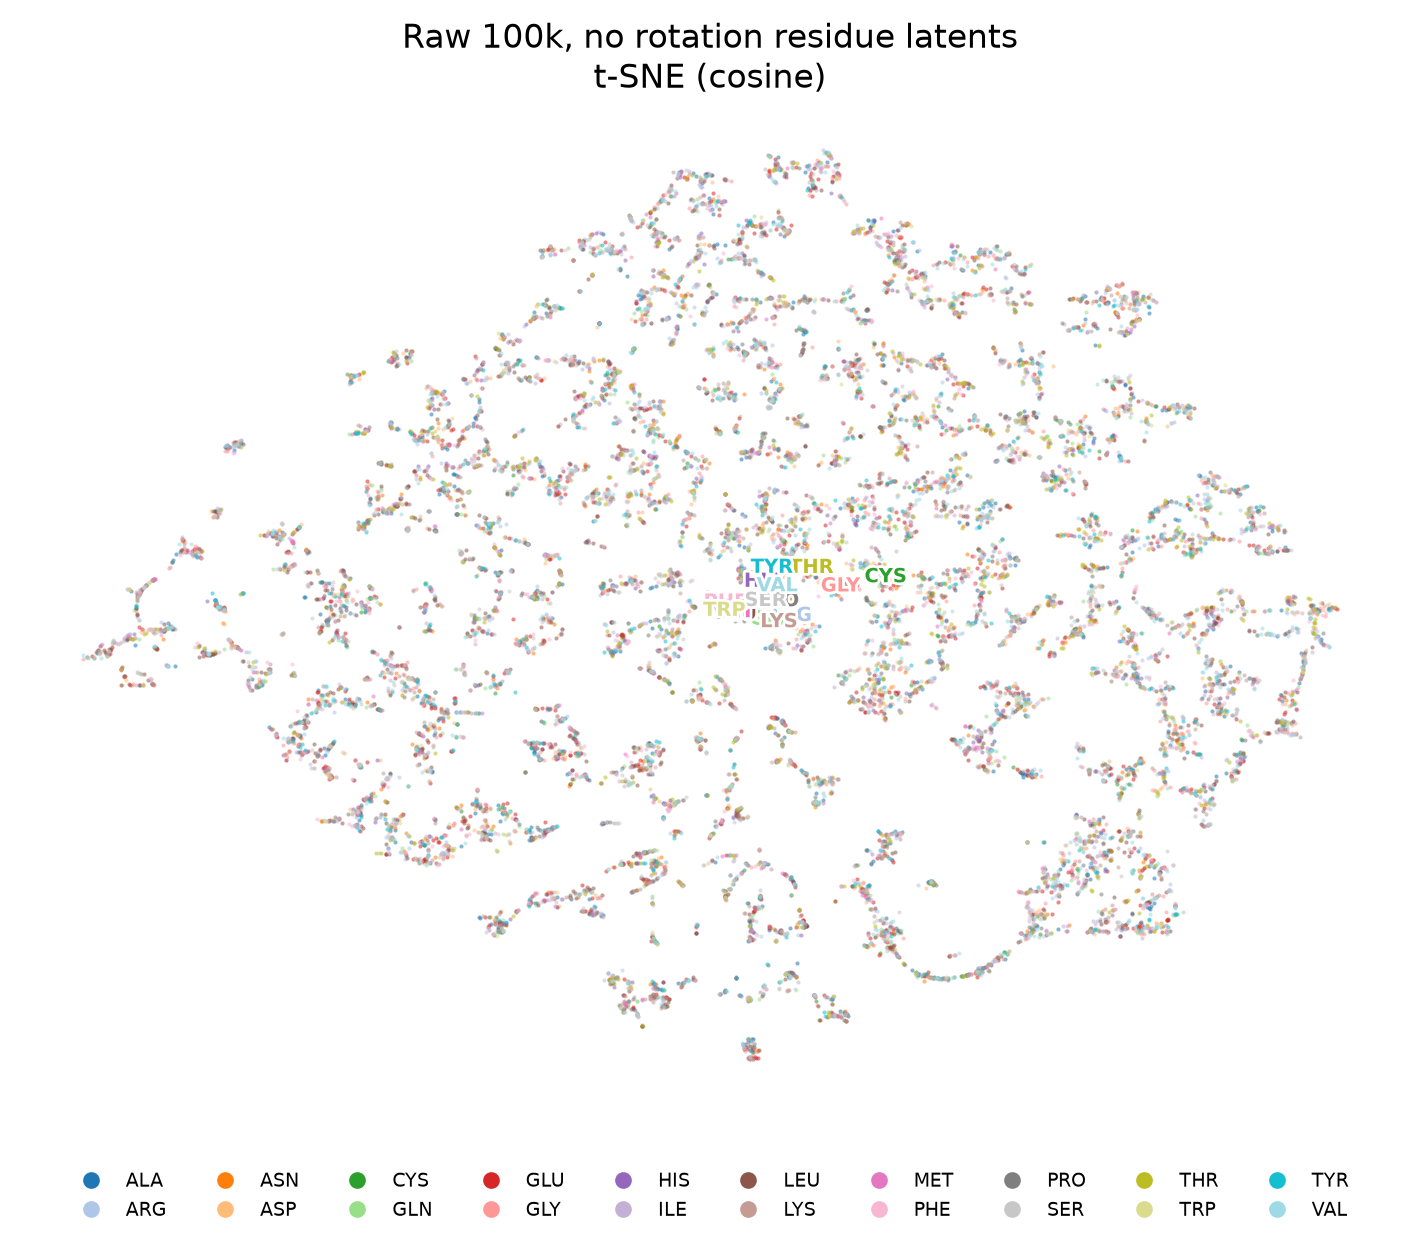 Raw 100k, no rotation residue latents
t-SNE (cosine)
TYR THR
CYS
VAL GLY
SER
TRP
LYS
ALA ASN CYS GLU HIS LEU MET PRO THR TYR
ARG ASP GLN GLY ILE LYS PHE SER TRP VAL